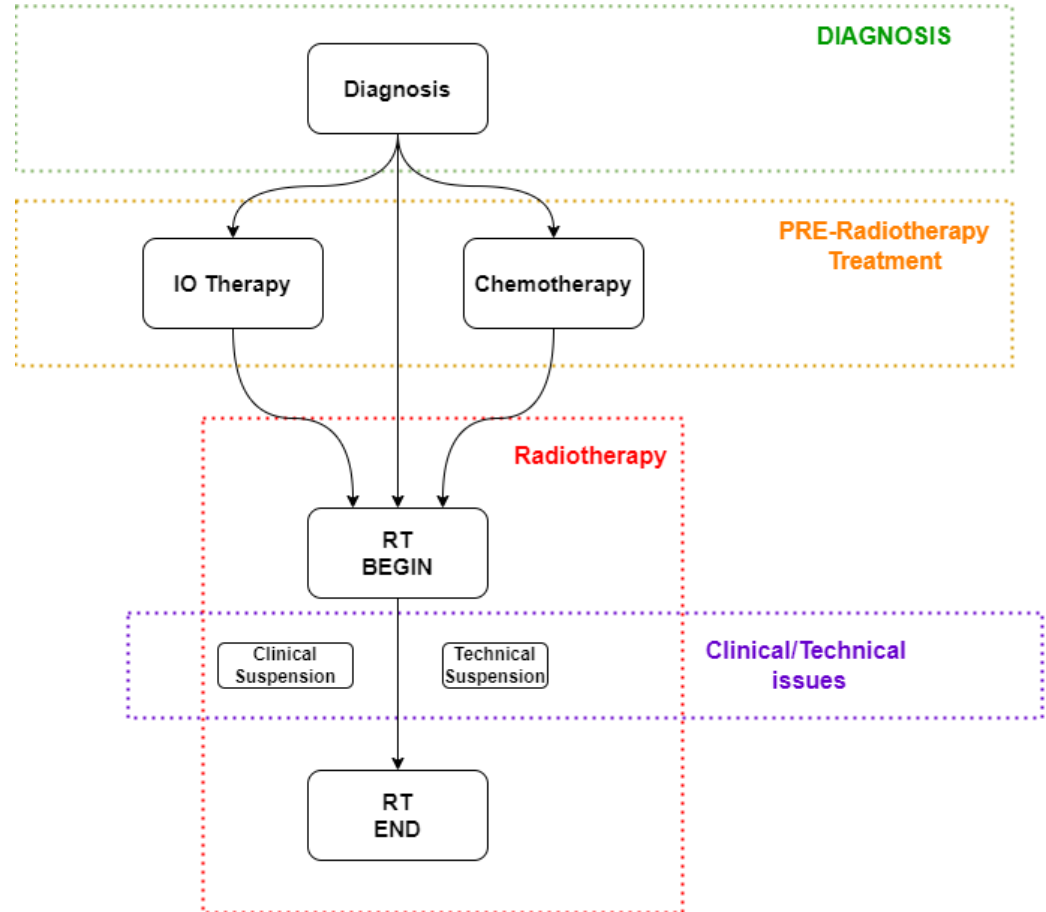 DIAGNOSIS
Diagnosis
PRE-Radiotherapy
Treatment
IO Therapy
Chemotherapy
Radiotherapy
RT
BEGIN
Clinical
Suspension
Technical
Suspension
Clinical/Technical
issues
RT
END